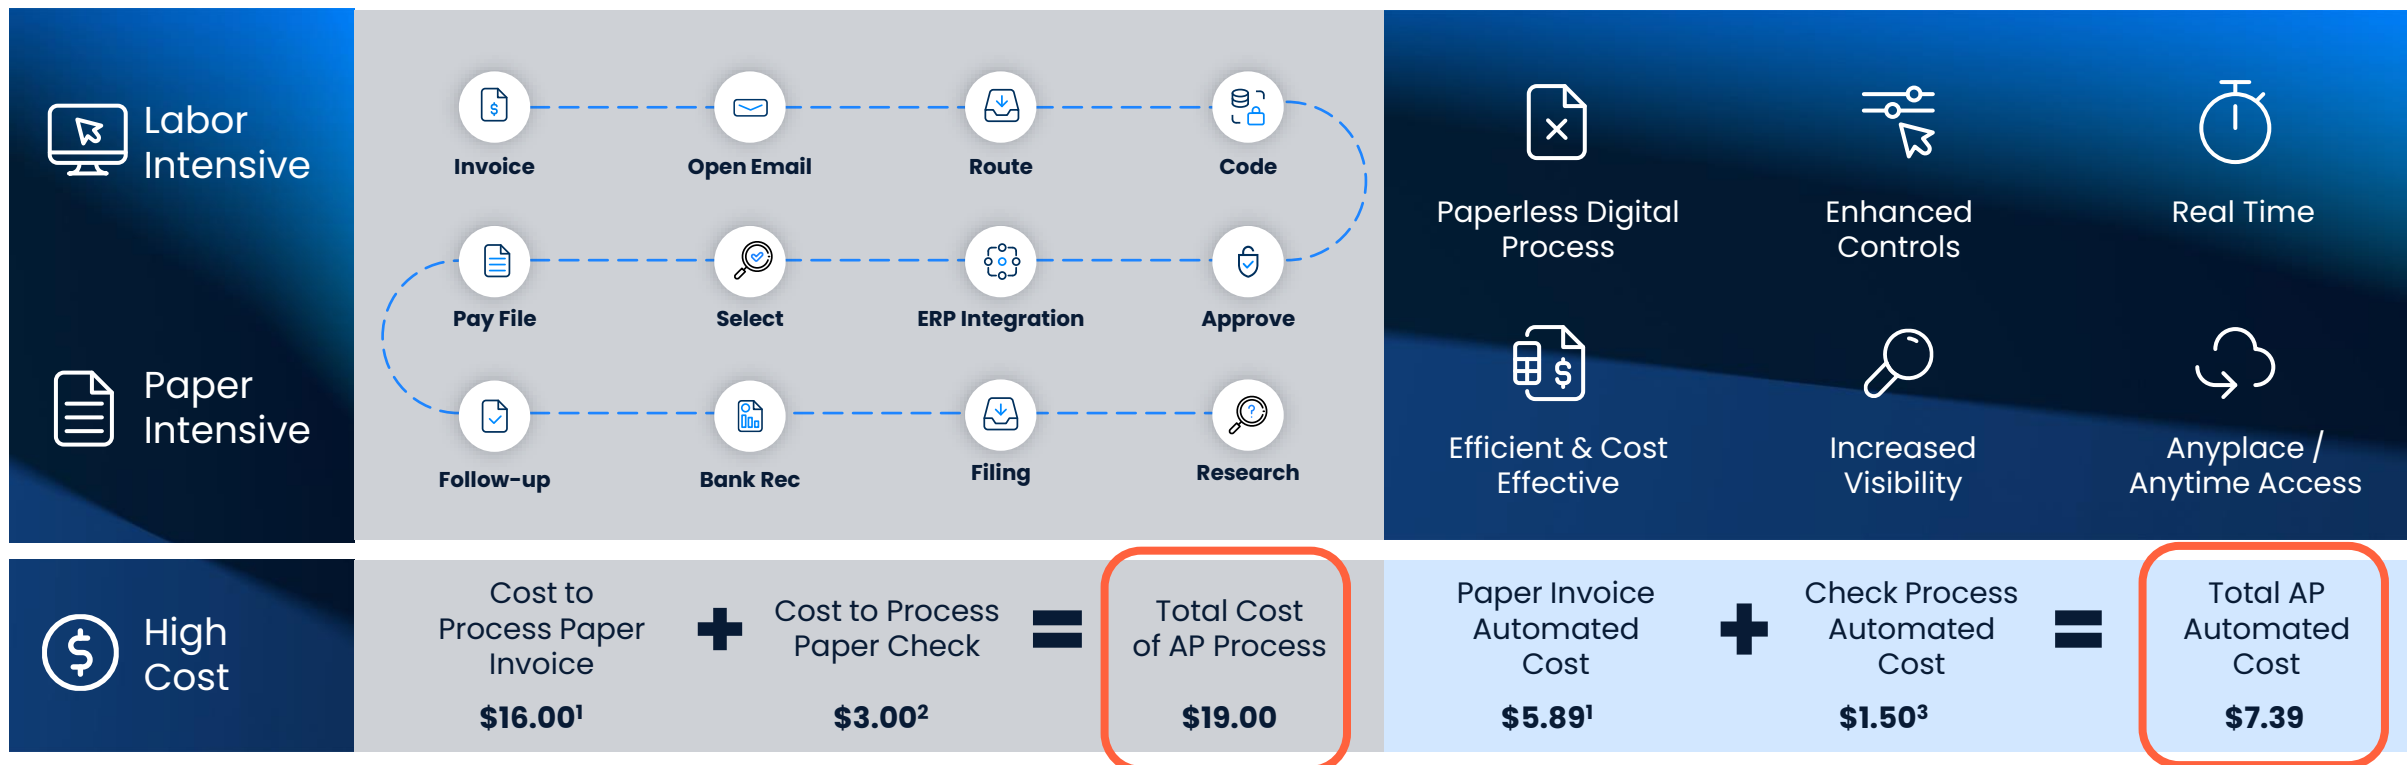 Labor
Intensive
Paper
Intensive
Invoice
Open Email
Route
Code
Pay File
Select
ERP Integration
Approve
Follow-up
Bank Rec
Filing
Research
Paperless Digital
Process
Enhanced
Controls
Real Time
Efficient & Cost
Effective
Increased
Visibility
Anyplace /
Anytime Access
High
Cost
Cost to
Process Paper
Invoice
$16.00¹
+
Cost to Process
Paper Check
$3.00²
=
Total Cost
of AP Process
$19.00
Paper Invoice
Automated
Cost
$5.89¹
+
Check Process
Automated
Cost
$1.50³
=
Total AP
Automated
Cost
$7.39